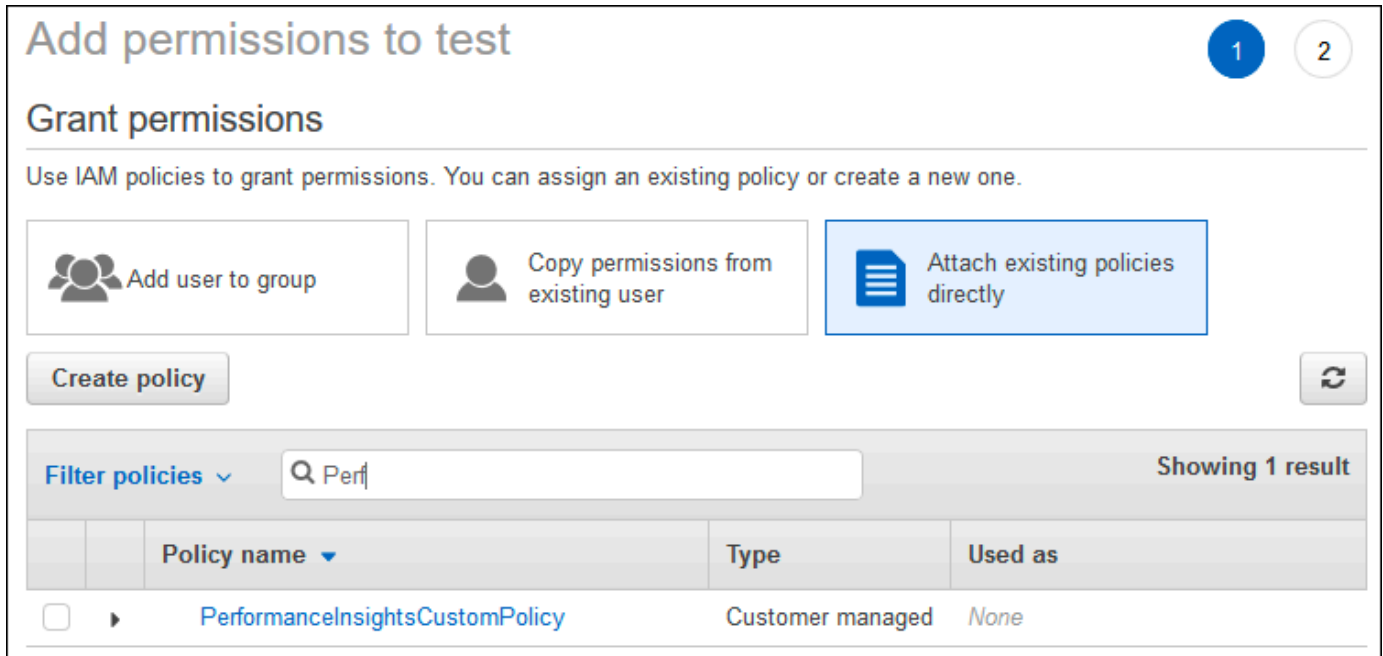 Add permissions to test
1
2
Grant permissions
Use IAM policies to grant permissions. You can assign an existing policy or create a new one.
Add user to group
Copy permissions from
existing user
Attach existing policies
directly
Create policy
Filter policies
Perf
Showing 1 result
Policy name
Type
Used as
PerformanceInsightsCustomPolicy
Customer managed
None